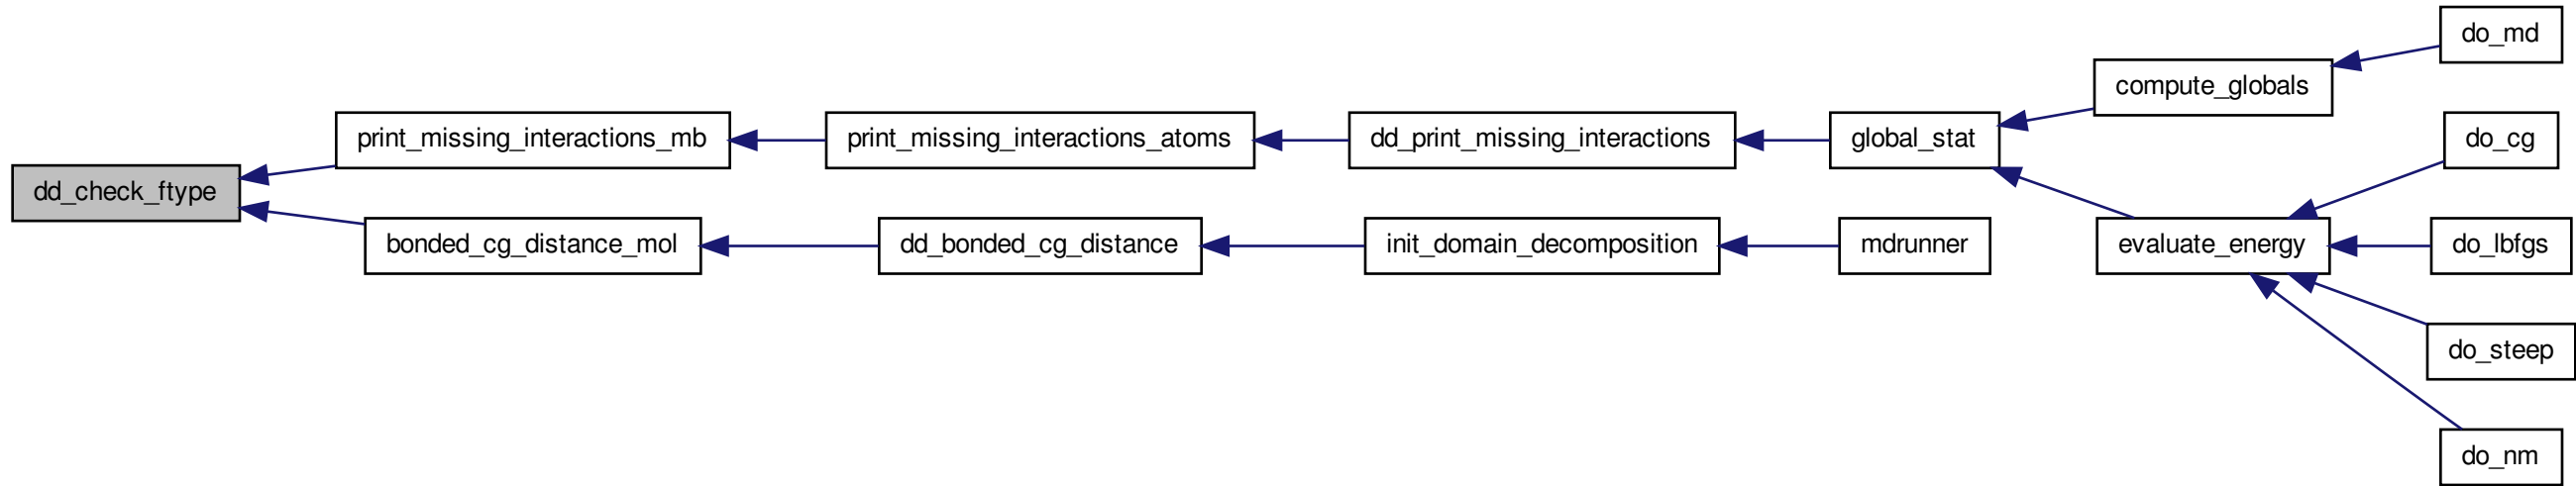 do_md
compute_globals
do_cg
print_missing_interactions_mb
print_missing_interactions_atoms
dd_print_missing_interactions
global_stat
dd_check_ftype
bonded_cg_distance_mol
dd_bonded_cg_distance
init_domain_decomposition
mdrunner
evaluate_energy
do_lbfgs
do_steep
do_nm